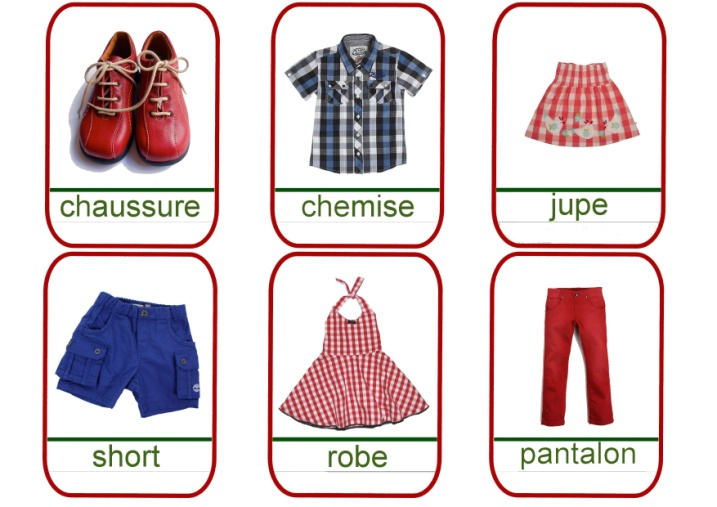 chaussure
chemise
jupe
short
robe
pantalon